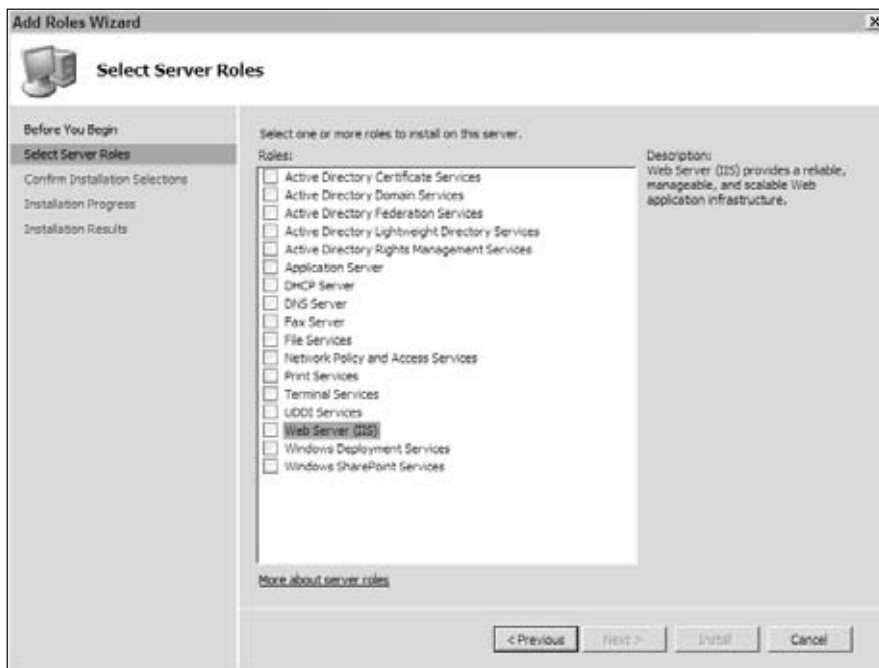 Add Roles Wizard
Select Server Roles
Before You Begin
Select Server Roles
Confirm Installation Selections
Installation Progress
Installation Results
Select one or more roles to install on this server.
Roles:
Active Directory Certificate Services
Active Directory Domain Services
Active Directory Federation Services
Active Directory Lightweight Directory Services
Active Directory Rights Management Services
Application Server
DHCP Server
DNS Server
Fax Server
File Services
Network Policy and Access Services
Print Services
Terminal Services
UDDI Services
Web Server (IIS)
Windows Deployment Services
Windows SharePoint Services
Description:
Web Server (IIS) provides a reliable,
manageable, and scalable Web
application infrastructure.
More about server roles
< Previous
Next >
Install
Cancel